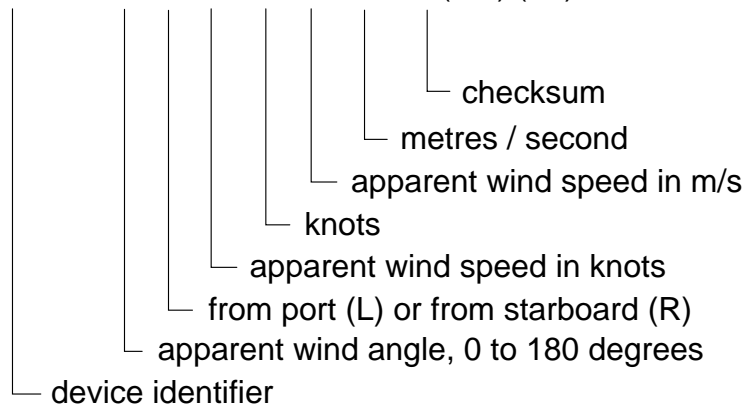 checksum
metres / second
apparent wind speed in m/s
knots
apparent wind speed in knots
from port (L) or from starboard (R)
apparent wind angle, 0 to 180 degrees
device identifier